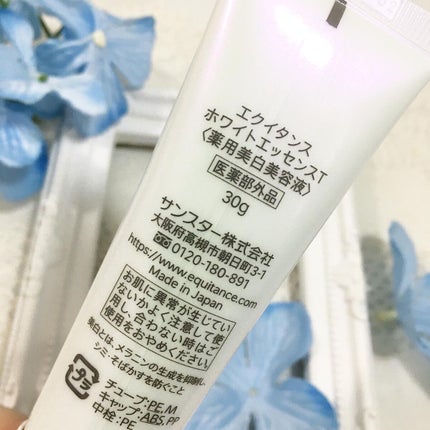 エクイタンス
ホワイトエッセンスT
〈薬用美白美容液〉
医薬部外品
30g
サンスター株式会社
大阪府高槻市朝日町3-1
0120-180-891
https://www.equitance.com/
Made in Japan
お肌に異常が生じてい
ないかよく注意して使
用し、合わない時はご
使用をおやめください。
美白とは、メラニンの生成を抑制し、
シミ・そばかすを防ぐこと
プラ
チューブ:PE,M
キャップ:ABS,PP
中栓:PE